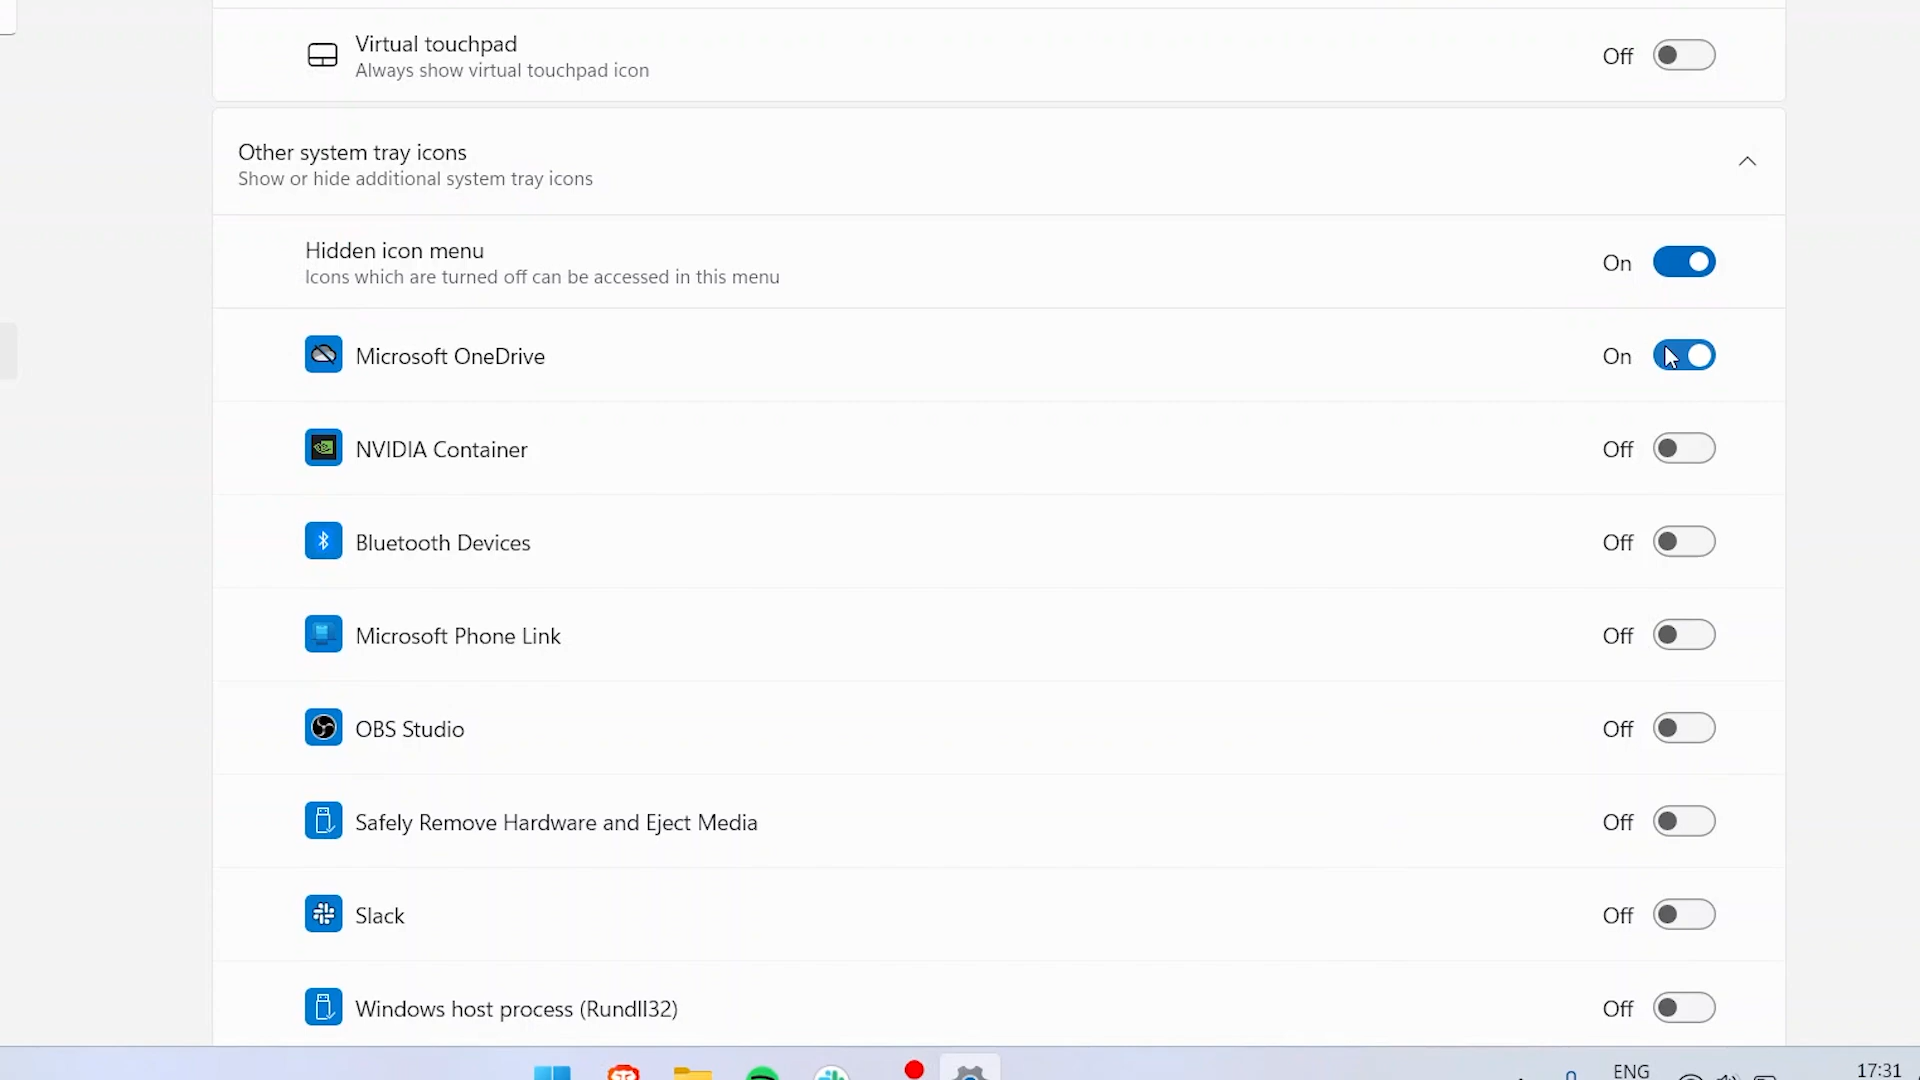 Virtual touchpad
Always show virtual touchpad icon
Off
Other system tray icons
Show or hide additional system tray icons
Hidden icon menu
Icons which are turned off can be accessed in this menu
On
Microsoft OneDrive
On
NVIDIA Container
Off
Bluetooth Devices
Off
Microsoft Phone Link
Off
OBS Studio
Off
Safely Remove Hardware and Eject Media
Off
Slack
Off
Windows host process (Rundll32)
Off
ENG
17:31